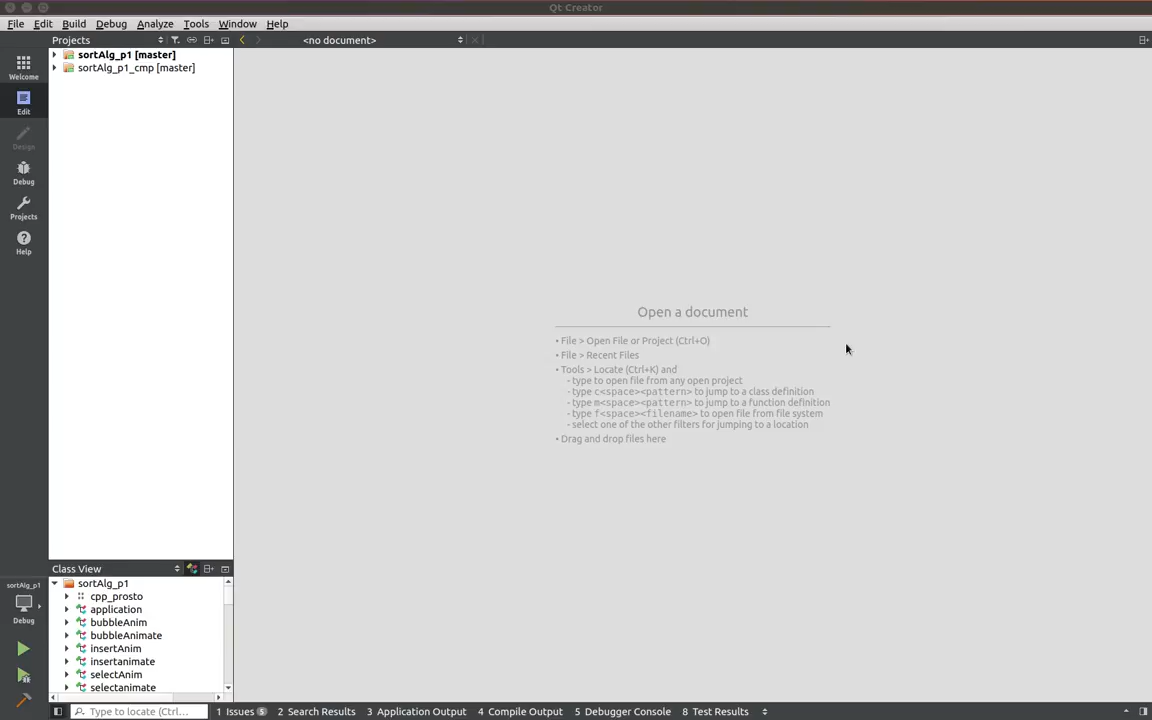 Qt Creator
File Edit Build Debug Analyze Tools Window Help
Projects
<no document>
sortAlg_p1 [master]
sortAlg_p1_cmp [master]
Welcome
Edit
Design
Debug
Projects
Help
Open a document
• File > Open File or Project (Ctrl+O)
• File > Recent Files
• Tools > Locate (Ctrl+K) and
- type to open file from any open project
- type c<space><pattern> to jump to a class definition
- type m<space><pattern> to jump to a function definition
- type f<space><filename> to open file from file system
- select one of the other filters for jumping to a location
• Drag and drop files here
Class View
sortAlg_p1
cpp_prosto
application
bubbleAnim
bubbleAnimate
insertAnim
insertanimate
selectAnim
selectanimate
sortAlg_p1
Debug
Type to locate (Ctrl...
1 Issues 5 2 Search Results 3 Application Output 4 Compile Output 5 Debugger Console 8 Test Results